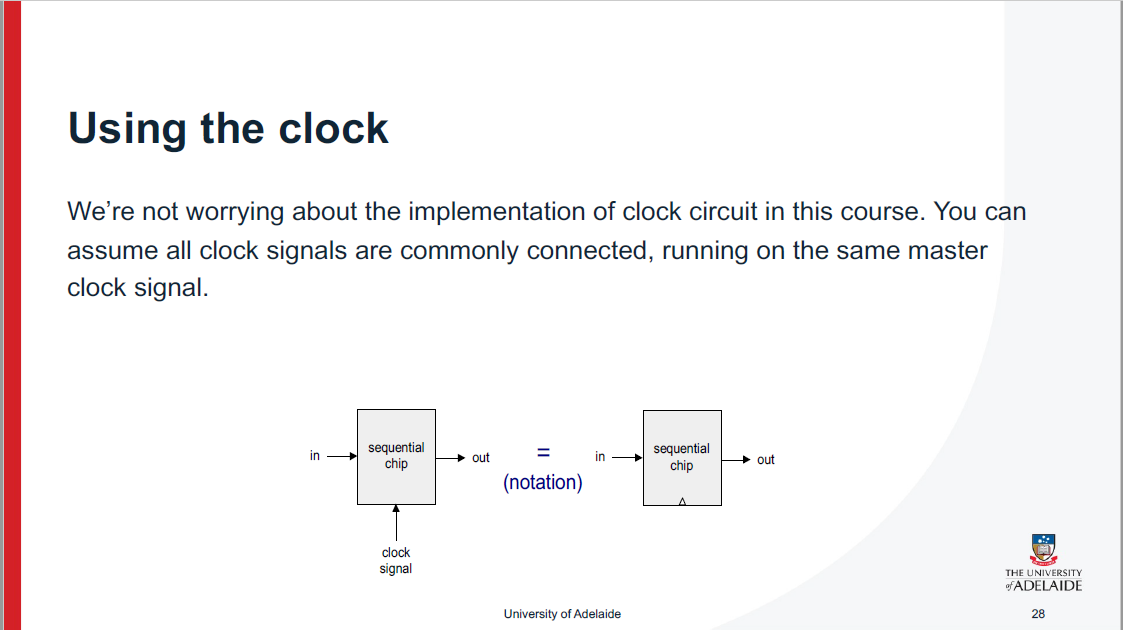 Using the clock
We’re not worrying about the implementation of clock circuit in this course. You can
assume all clock signals are commonly connected, running on the same master
clock signal.
in
sequential
chip
out
clock
signal
=
(notation)
in
sequential
chip
out
THE UNIVERSITY
of ADELAIDE
University of Adelaide
28